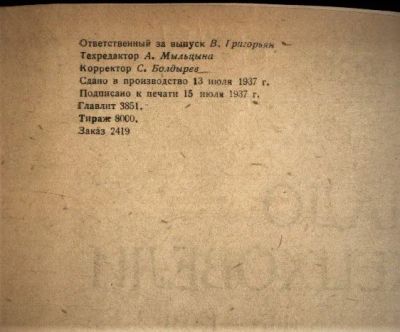 Ответственный за выпуск В. Григорьян
Техредактор А. Мыльцына
Корректор С. Болдырев
Сдано в производство 13 июля 1937 г.
Подписано к печати 15 июля 1937 г.
Главлит 3851.
Тираж 8000.
Заказ 2419